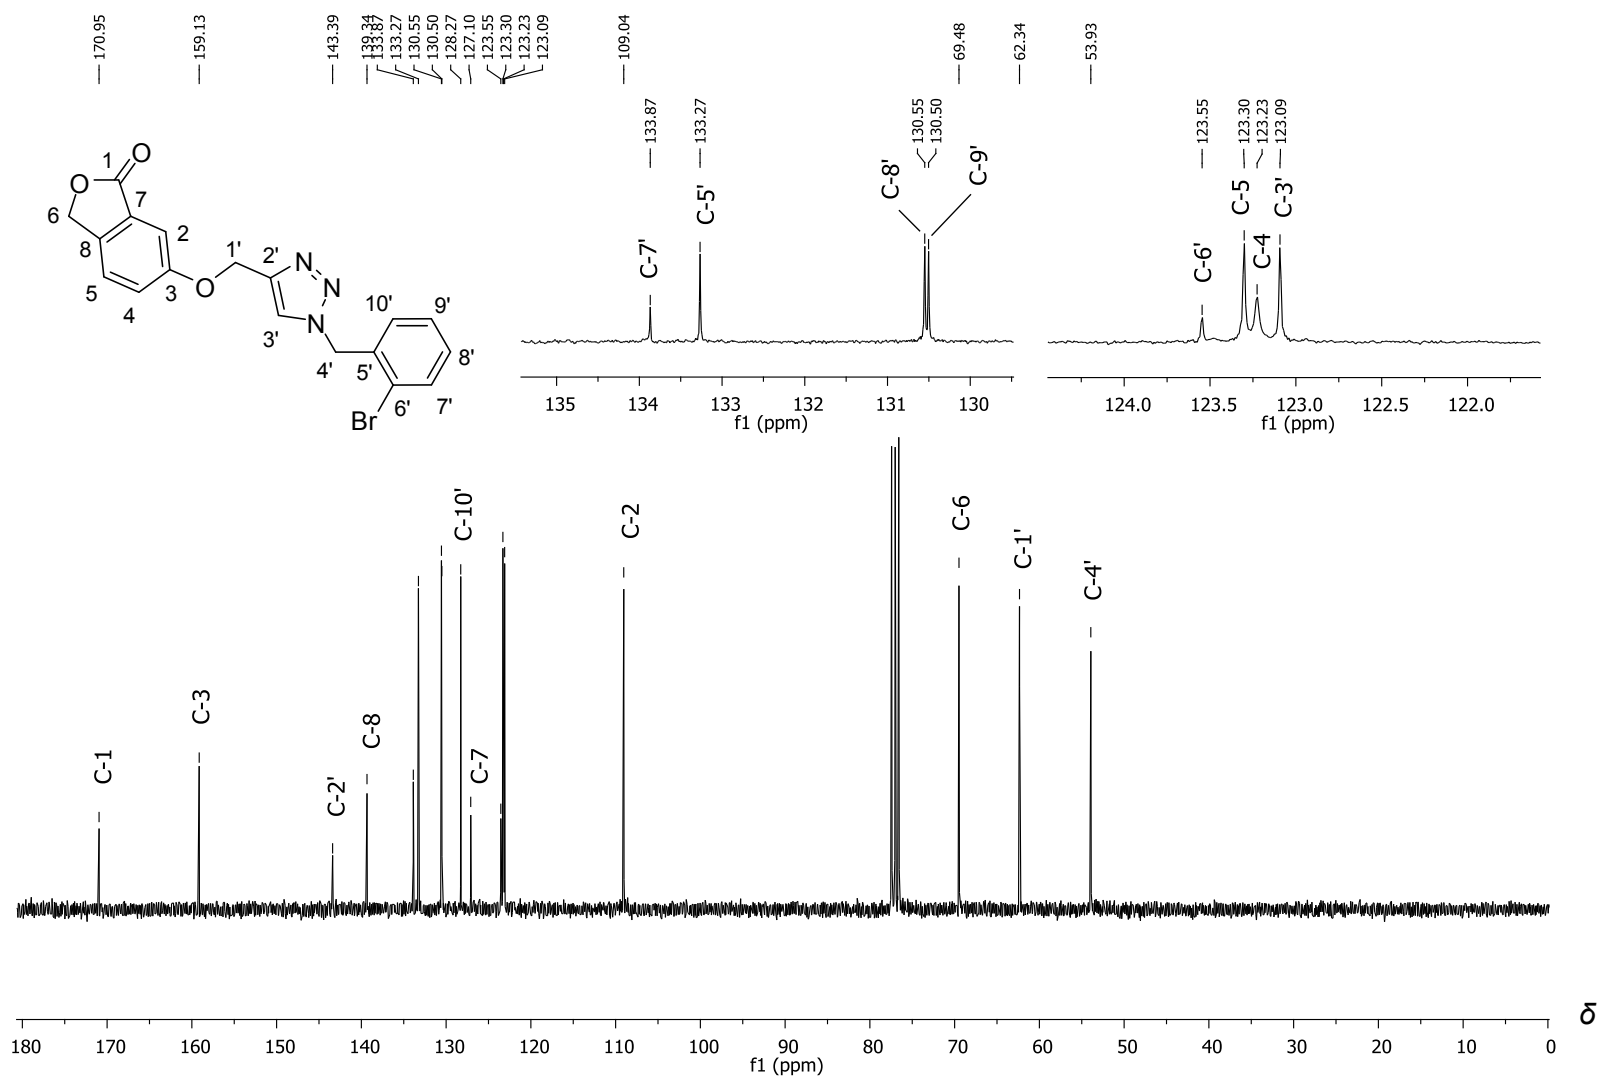 170.95
159.13
143.39
139.34
133.87
133.27
130.55
130.50
128.27
127.10
123.55
123.30
123.23
123.09
109.04
69.48
62.34
53.93
133.87
133.27
130.55
130.50
123.55
123.30
123.23
123.09
C-7'
C-5'
C-8'
C-9'
C-6'
C-5
C-4
C-3'
135 134 133 132 131 130
f1 (ppm)
124.0 123.5 123.0 122.5 122.0
f1 (ppm)
1
O
O
7
6
8
2
1'
2'
N
N
5
3
O
4
3'
N
10'
9'
4'
5'
8'
6'
7'
Br
C-1
C-3
C-2'
C-8
C-10'
C-7
C-2
C-6
C-1'
C-4'
δ
180 170 160 150 140 130 120 110 100 90 80 70 60 50 40 30 20 10 0
f1 (ppm)